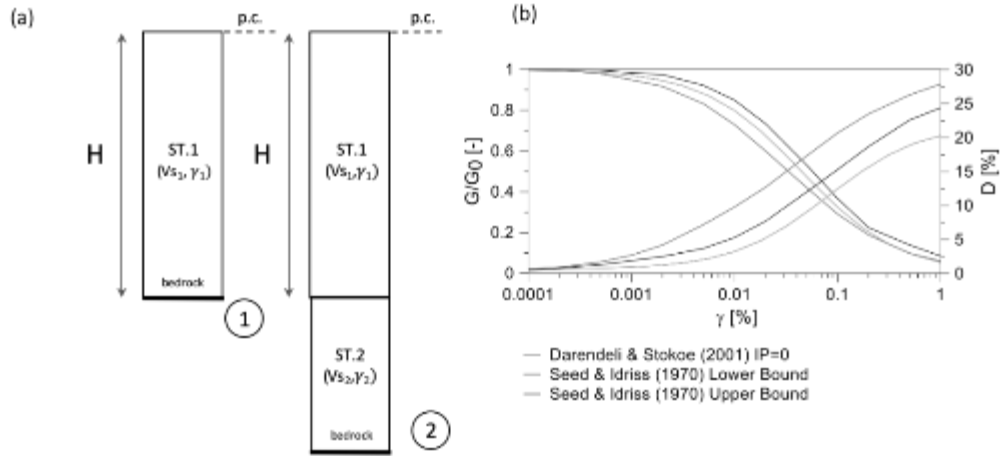 (a)
p.c.
p.c.
H
ST.1
(Vs₁, γ₁)
bedrock
1
H
ST.1
(Vs₁,γ₁)
ST.2
(Vs₂,γ₂)
bedrock
2
(b)
G/G0 [-]
1
0.8
0.6
0.4
0.2
0
D [%]
30
25
20
15
10
5
0
0.0001
0.001
0.01
0.1
1
γ [%]
Darendeli & Stokoe (2001) IP=0
Seed & Idriss (1970) Lower Bound
Seed & Idriss (1970) Upper Bound